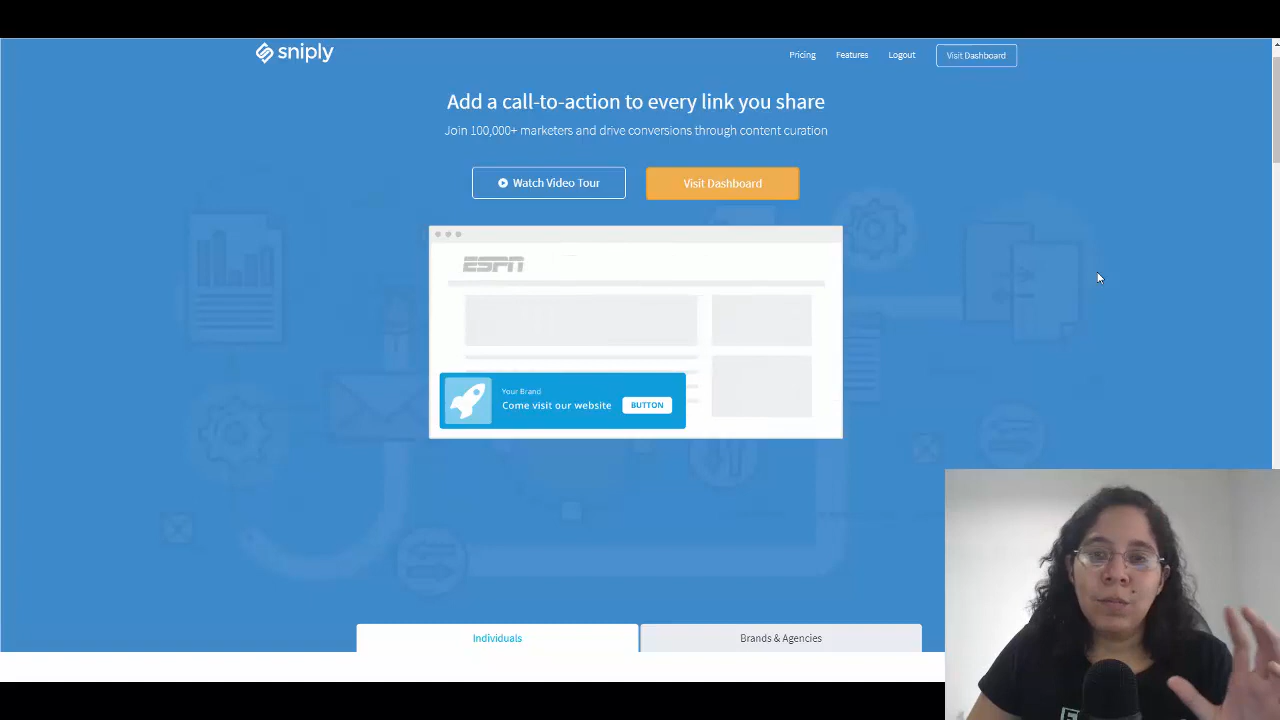 sniply
Pricing
Features
Logout
Visit Dashboard
Add a call-to-action to every link you share
Join 100,000+ marketers and drive conversions through content curation
Watch Video Tour
Visit Dashboard
ESPN
Your Brand
Come visit our website
BUTTON
Individuals
Brands & Agencies